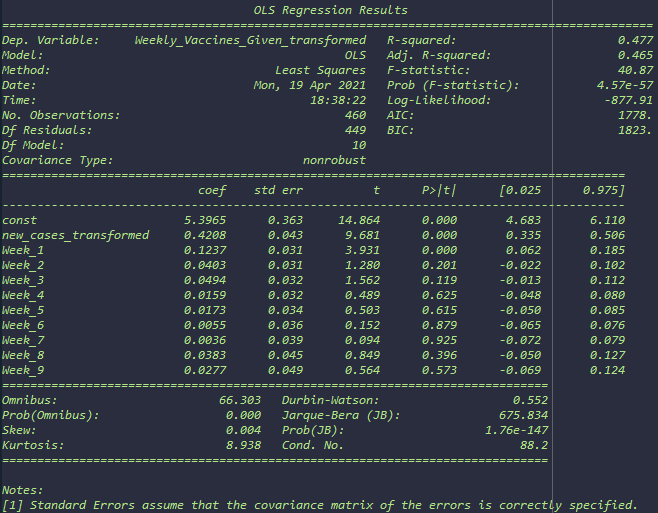 OLS Regression Results
==============================================================================
Dep. Variable: Weekly_Vaccines_Given_transformed R-squared: 0.477
Model: OLS Adj. R-squared: 0.465
Method: Least Squares F-statistic: 40.87
Date: Mon, 19 Apr 2021 Prob (F-statistic): 4.57e-57
Time: 18:38:22 Log-Likelihood: -877.91
No. Observations: 460 AIC: 1778.
Df Residuals: 449 BIC: 1823.
Df Model: 10
Covariance Type: nonrobust
==============================================================================
coef std err t P>|t| [0.025 0.975]
------------------------------------------------------------------------------
const 5.3965 0.363 14.864 0.000 4.683 6.110
new_cases_transformed 0.4208 0.043 9.681 0.000 0.335 0.506
Week_1 0.1237 0.031 3.931 0.000 0.062 0.185
Week_2 0.0403 0.031 1.280 0.201 -0.022 0.102
Week_3 0.0494 0.032 1.562 0.119 -0.013 0.112
Week_4 0.0159 0.032 0.489 0.625 -0.048 0.080
Week_5 0.0173 0.034 0.503 0.615 -0.050 0.085
Week_6 0.0055 0.036 0.152 0.879 -0.065 0.076
Week_7 0.0036 0.039 0.094 0.925 -0.072 0.079
Week_8 0.0383 0.045 0.849 0.396 -0.050 0.127
Week_9 0.0277 0.049 0.564 0.573 -0.069 0.124
==============================================================================
Omnibus: 66.303 Durbin-Watson: 0.552
Prob(Omnibus): 0.000 Jarque-Bera (JB): 675.834
Skew: 0.004 Prob(JB): 1.76e-147
Kurtosis: 8.938 Cond. No. 88.2
==============================================================================
Notes:
[1] Standard Errors assume that the covariance matrix of the errors is correctly specified.